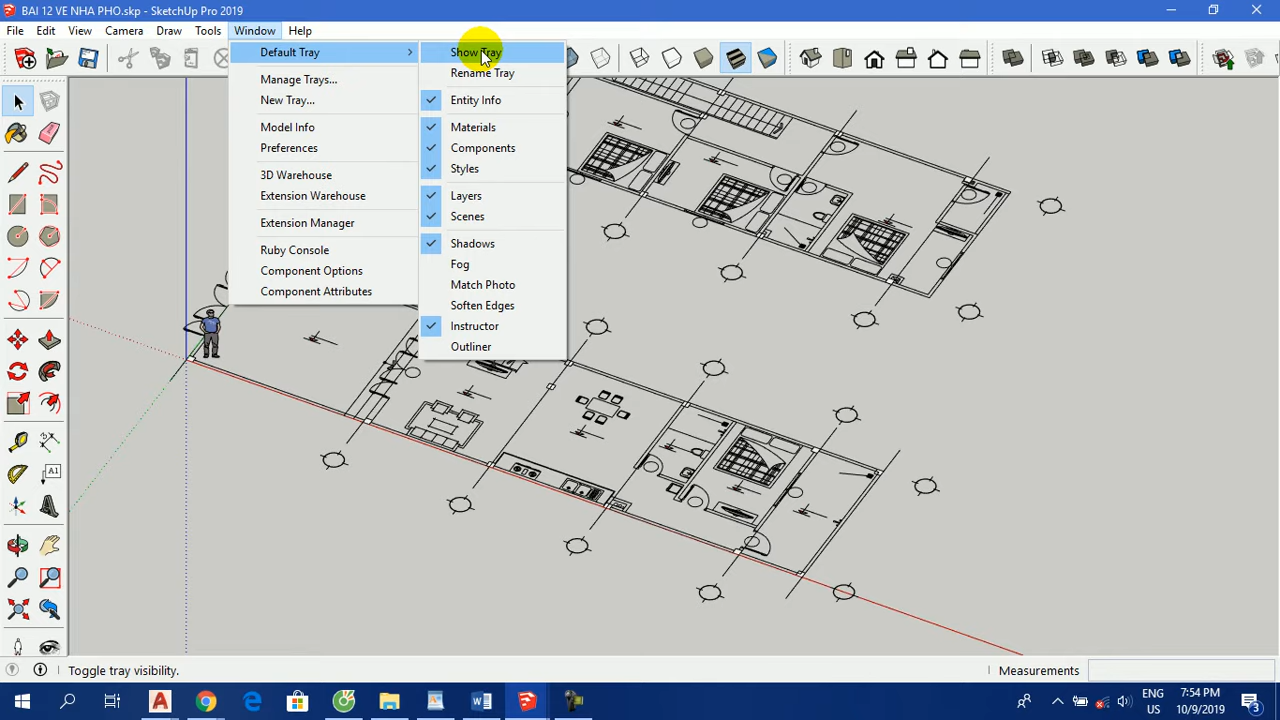 BAI 12 VE NHA PHO.skp - SketchUp Pro 2019
File Edit View Camera Draw Tools Window Help
Default Tray
Manage Trays...
New Tray...
Model Info
Preferences
3D Warehouse
Extension Warehouse
Extension Manager
Ruby Console
Component Options
Component Attributes
Show Tray
Rename Tray
Entity Info
Materials
Components
Styles
Layers
Scenes
Shadows
Fog
Match Photo
Soften Edges
Instructor
Outliner
A1
Toggle tray visibility.
Measurements
ENG
US
7:54 PM
10/9/2019
3